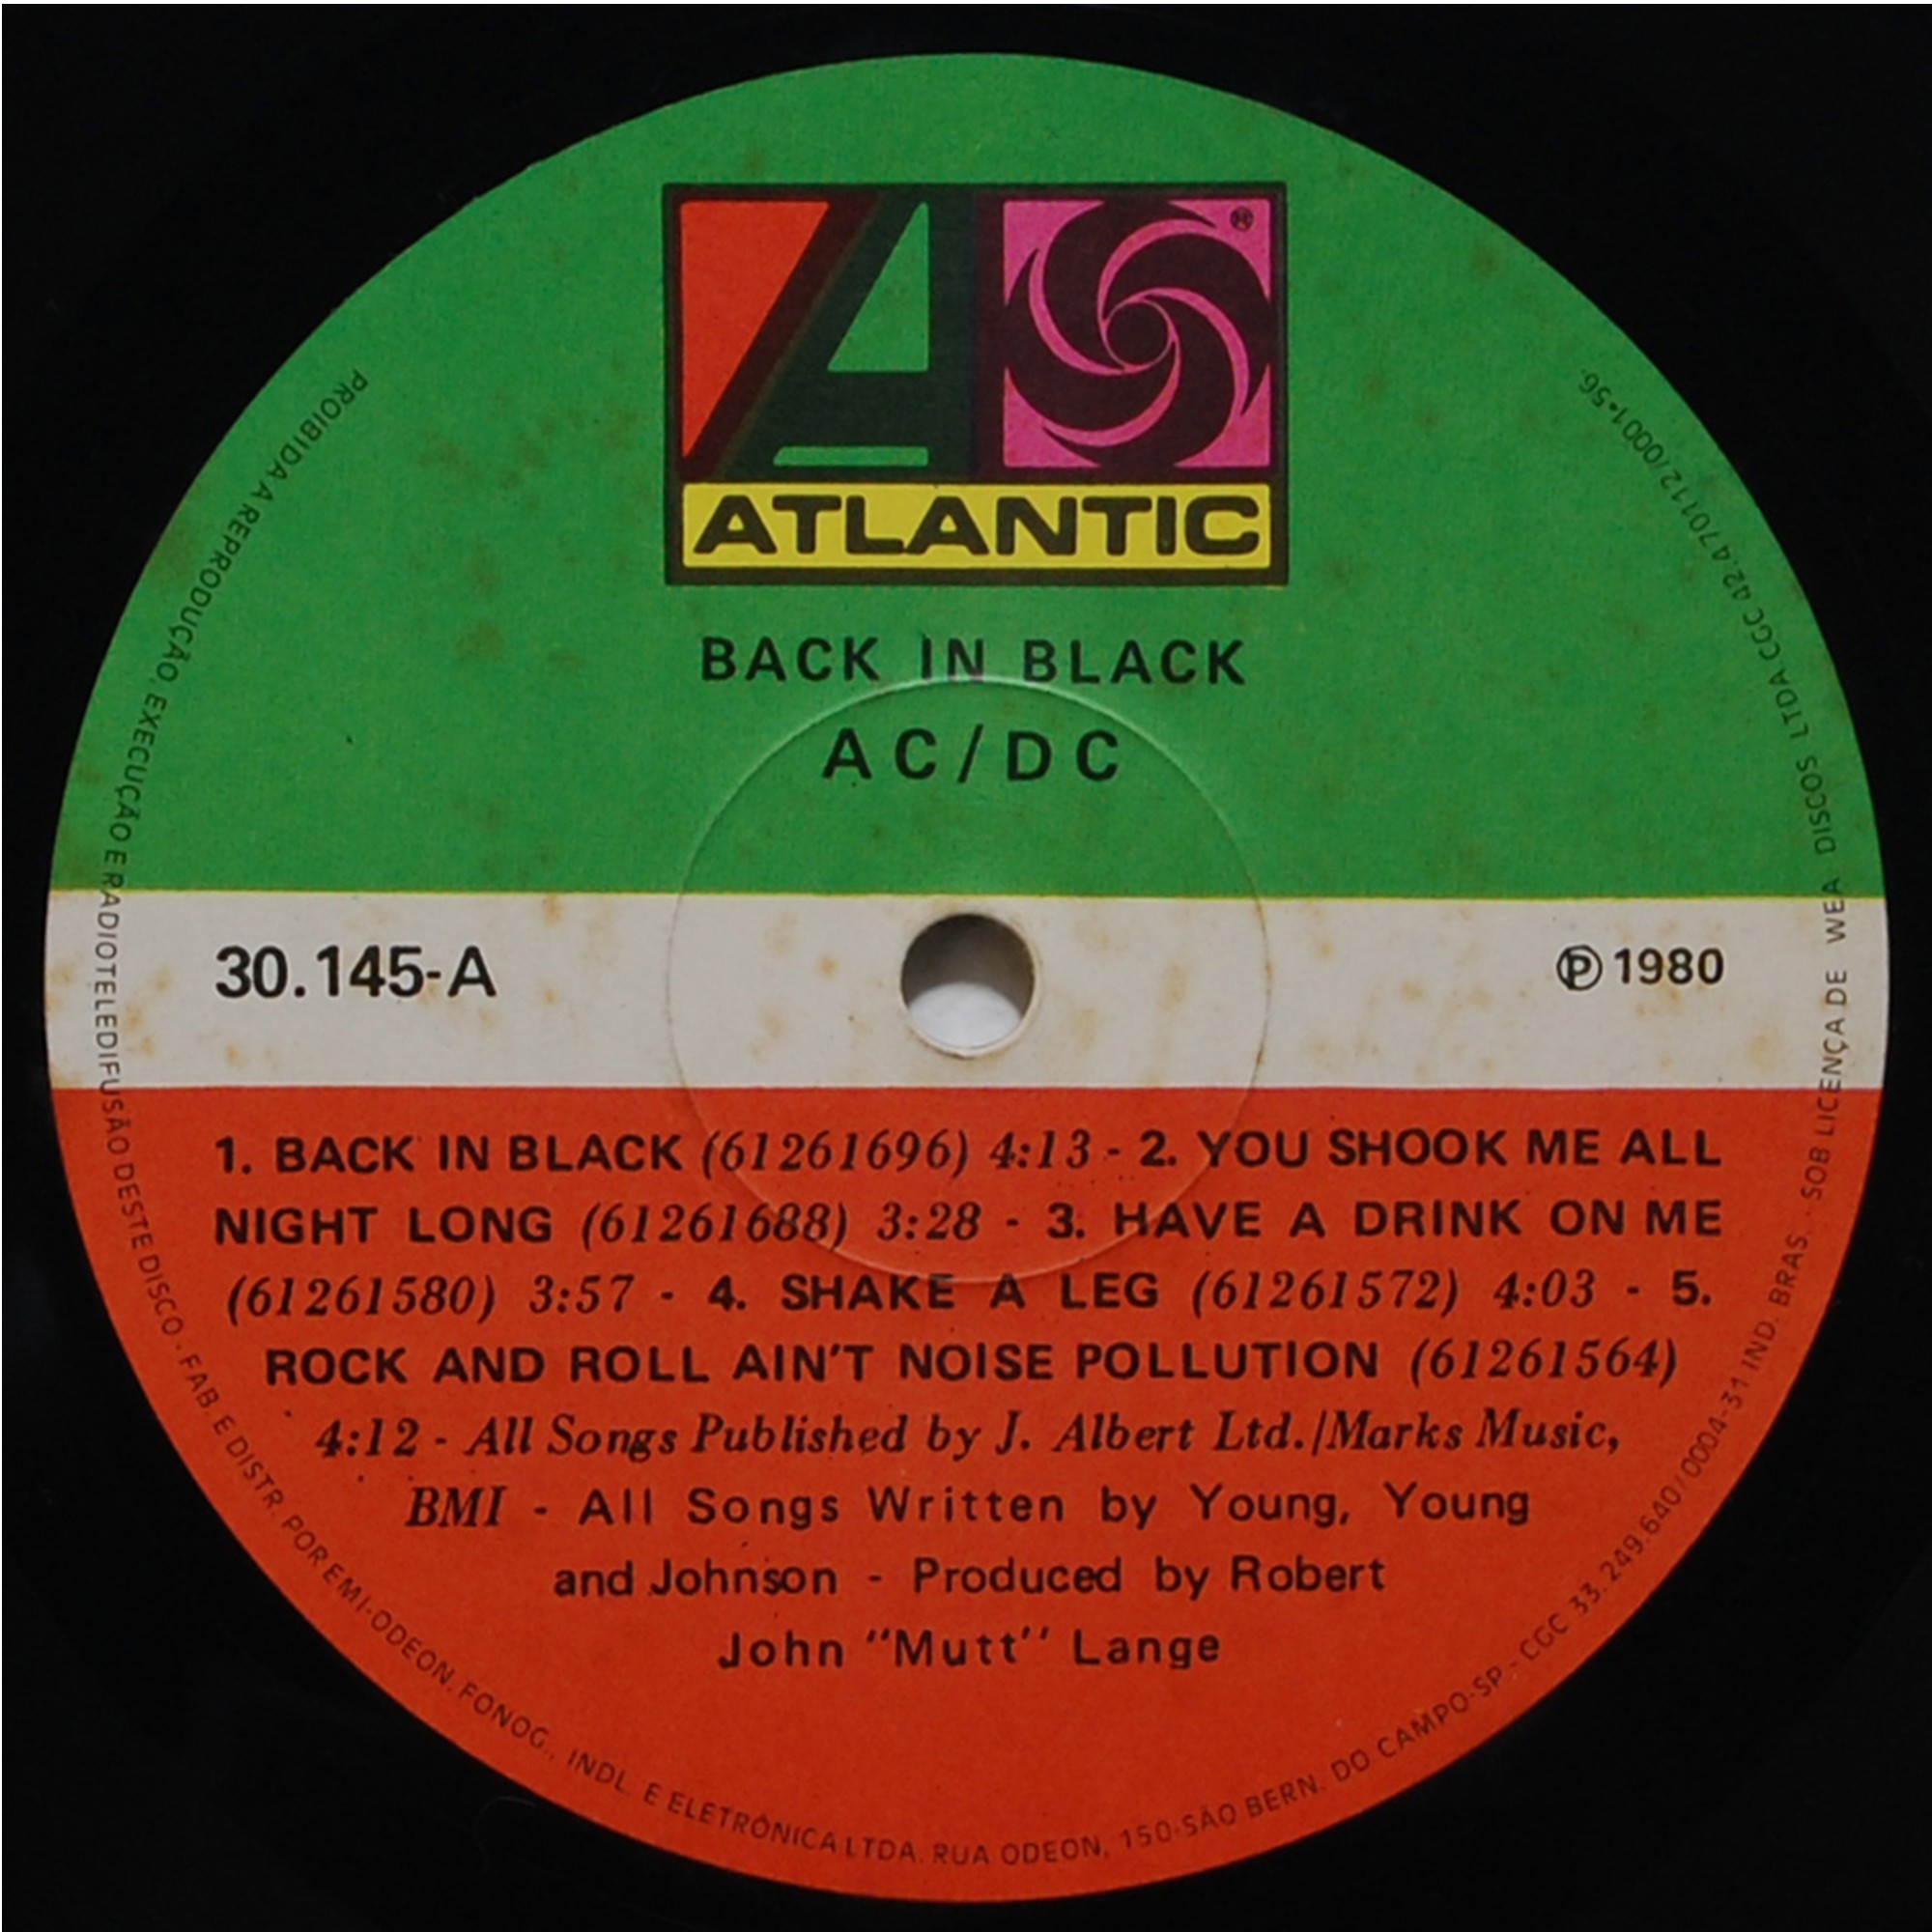 ®
ATLANTIC
BACK IN BLACK
AC/DC
30.145-A
℗1980
1. BACK IN BLACK (61261696) 4:13 - 2. YOU SHOOK ME ALL
NIGHT LONG (61261688) 3:28 - 3. HAVE A DRINK ON ME
(61261580) 3:57 - 4. SHAKE A LEG (61261572) 4:03 - 5.
ROCK AND ROLL AIN'T NOISE POLLUTION (61261564)
4:12 - All Songs Published by J. Albert Ltd./Marks Music,
BMI - All Songs Written by Young, Young
and Johnson - Produced by Robert
John "Mutt" Lange
PROIBIDA A REPRODUÇÃO, EXECUÇÃO E RADIOTELEDIFUSÃO DESTE DISCO. FAB. E DISTR. POR EMI-ODEON. FONOG., INDL. E ELETRÔNICA LTDA. RUA ODEON, 150-SÃO BERN. DO CAMPO-SP - CGC 33.249.640/0004-31 IND. BRAS. - SOB LICENÇA DE WEA DISCOS LTDA CGC 42.470112/0001•56.